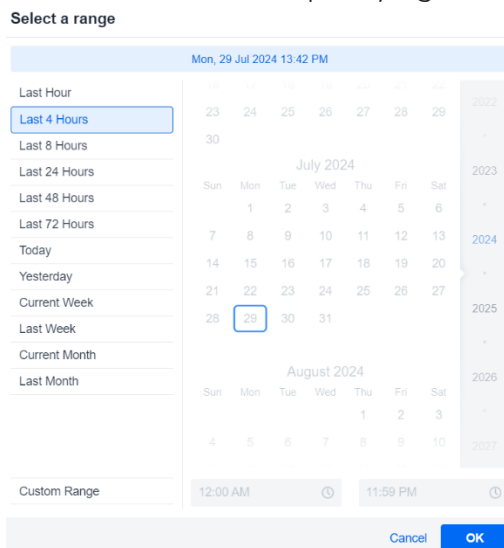 Select a range
Mon, 29 Jul 2024 13:42 PM
Last Hour
Last 4 Hours
Last 8 Hours
Last 24 Hours
Last 48 Hours
Last 72 Hours
Today
Yesterday
Current Week
Last Week
Current Month
Last Month
Custom Range
23 24 25 26 27 28 29
30
July 2024
Sun Mon Tue Wed Thu Fri Sat
1 2 3 4 5 6
7 8 9 10 11 12 13
14 15 16 17 18 19 20
21 22 23 24 25 26 27
28 29 30 31
August 2024
Sun Mon Tue Wed Thu Fri Sat
1 2 3
4 5 6 7 8 9 10
2022
2023
2024
2025
2026
2027
12:00 AM 11:59 PM
Cancel OK